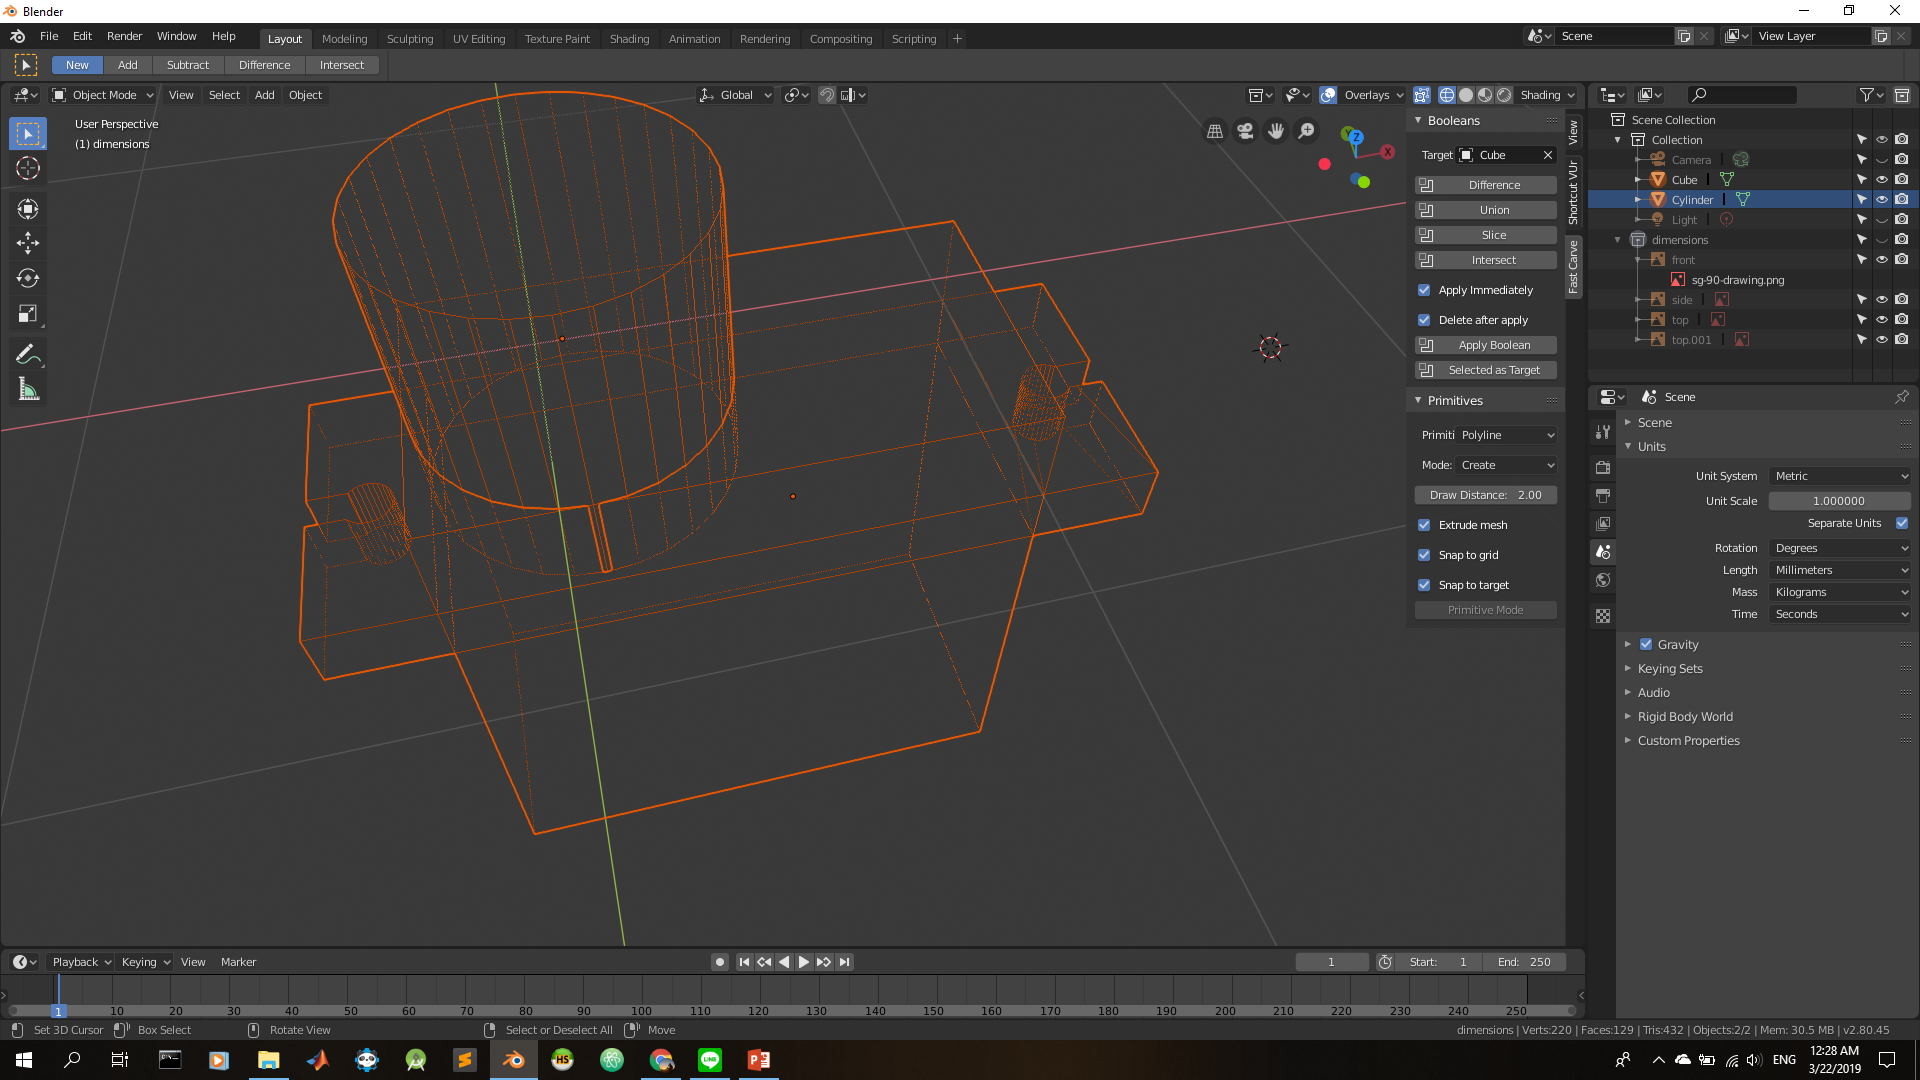 Blender
File Edit Render Window Help Layout Modeling Sculpting UV Editing Texture Paint Shading Animation Rendering Compositing Scripting + Scene View Layer
New Add Subtract Difference Intersect
Object Mode View Select Add Object Global Overlays Shading
User Perspective
(1) dimensions
Y Z X
Booleans
Target Cube
Difference
Union
Slice
Intersect
Apply Immediately
Delete after apply
Apply Boolean
Selected as Target
Primitives
Primiti Polyline
Mode: Create
Draw Distance: 2.00
Extrude mesh
Snap to grid
Snap to target
Primitive Mode
View
Shortcut VUr
Fast Carve
Scene Collection
Collection
Camera
Cube
Cylinder
Light
dimensions
front
sg-90-drawing.png
side
top
top.001
Scene
Scene
Units
Unit System Metric
Unit Scale 1.000000
Separate Units
Rotation Degrees
Length Millimeters
Mass Kilograms
Time Seconds
Gravity
Keying Sets
Audio
Rigid Body World
Custom Properties
Playback Keying View Marker 1 Start: 1 End: 250
1 10 20 30 40 50 60 70 80 90 100 110 120 130 140 150 160 170 180 190 200 210 220 230 240 250
Set 3D Cursor Box Select Rotate View Select or Deselect All Move dimensions | Verts:220 | Faces:129 | Tris:432 | Objects:2/2 | Mem: 30.5 MB | v2.80.45
HS LINE P ENG 12:28 AM
3/22/2019